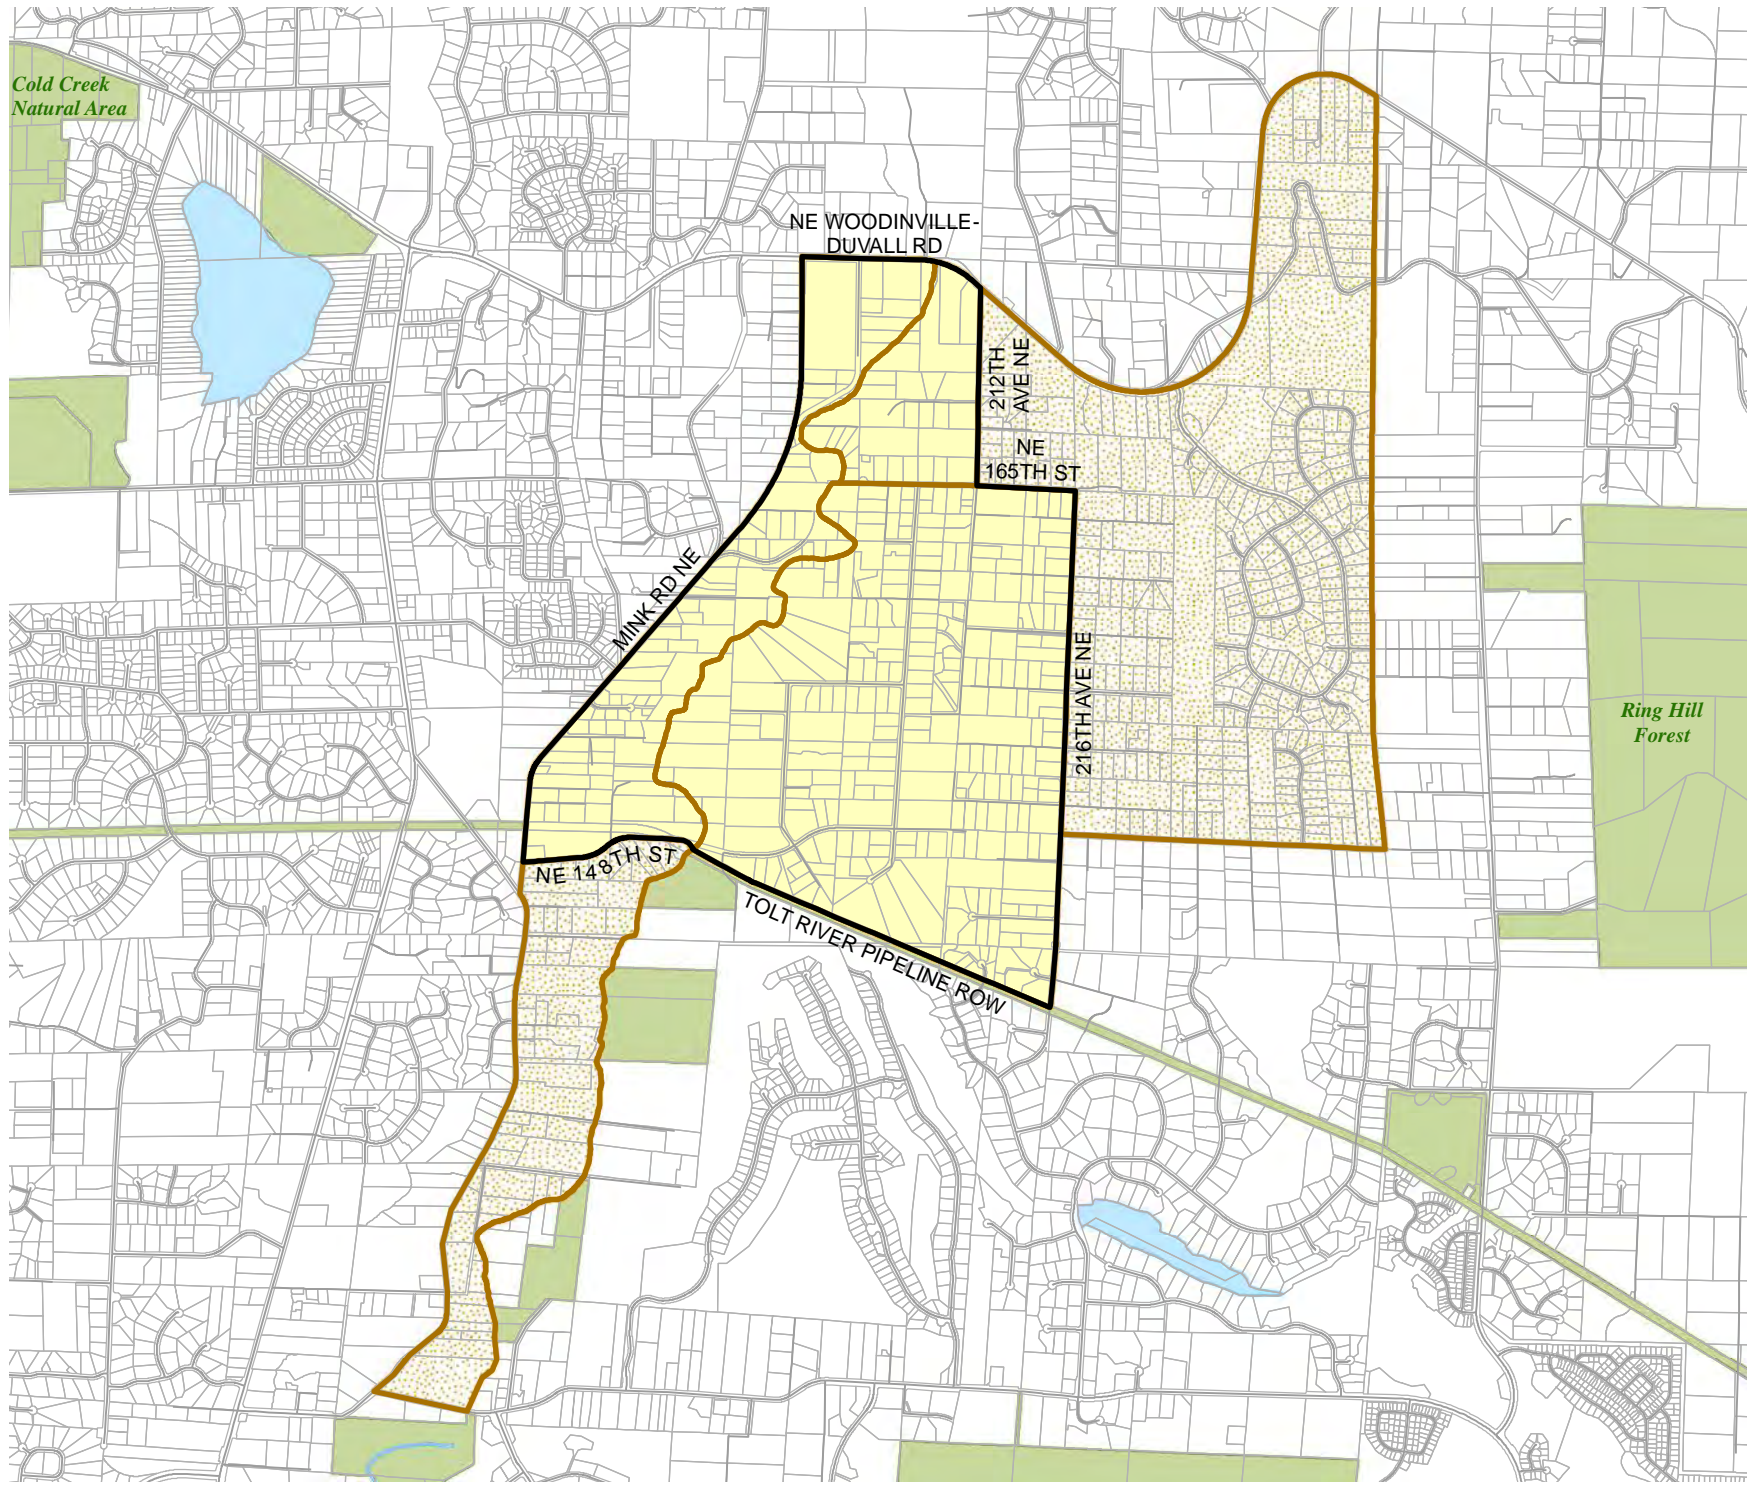 Cold Creek
Natural Area
NE WOODINVILLE-
DUVALL RD
212TH
AVE NE
NE
165TH ST
MINK RD NE
216TH AVE NE
Ring Hill
Forest
NE 148TH ST
TOLT RIVER PIPELINE ROW